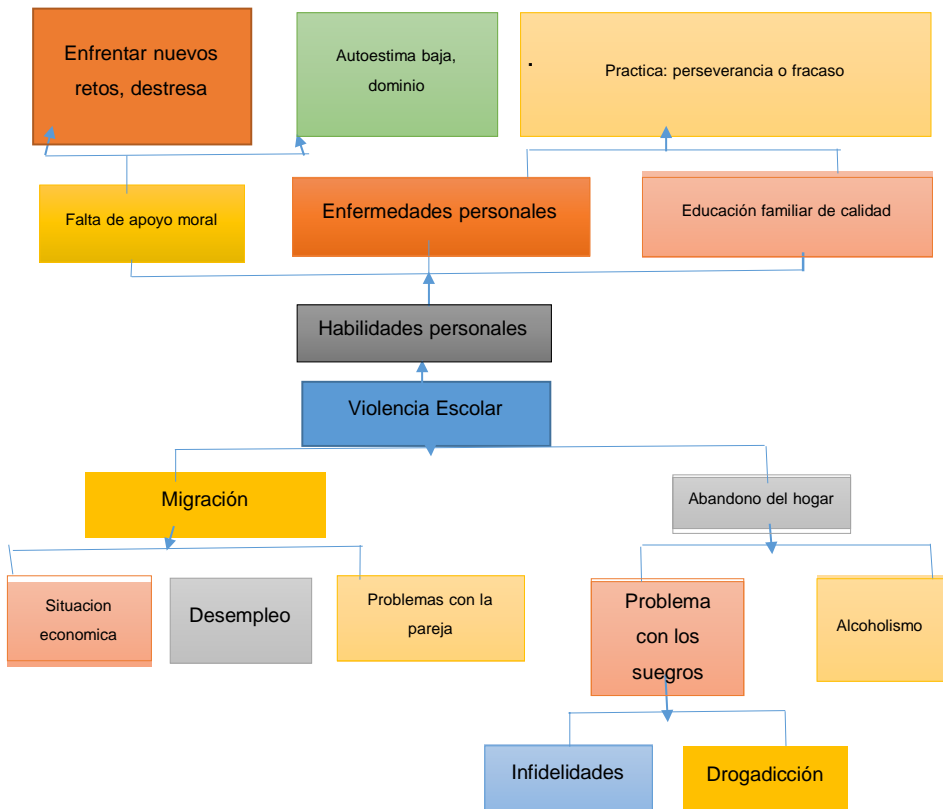 Enfrentar nuevos
retos, destresa
Autoestima baja,
dominio
.
Practica: perseverancia o fracaso
Falta de apoyo moral
Enfermedades personales
Educación familiar de calidad
Habilidades personales
Violencia Escolar
Migración
Abandono del hogar
Situacion
economica
Desempleo
Problemas con la
pareja
Problema
con los
suegros
Alcoholismo
Infidelidades
Drogadicción